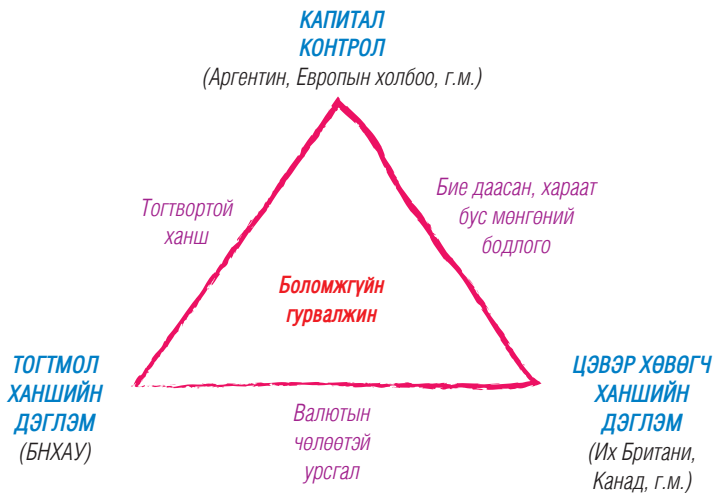 КАПИТАЛ
КОНТРОЛ
(Аргентин, Европын холбоо, г.м.)
Тогтвортой
ханш
Бие даасан, хараат
бус мөнгөний
бодлого
Боломжгүйн
гурвалжин
ТОГТМОЛ
ХАНШИЙН
ДЭГЛЭМ
(БНХАУ)
Валютын
чөлөөтэй
урсгал
ЦЭВЭР ХӨВӨГЧ
ХАНШИЙН
ДЭГЛЭМ
(Их Британи,
Канад, г.м.)